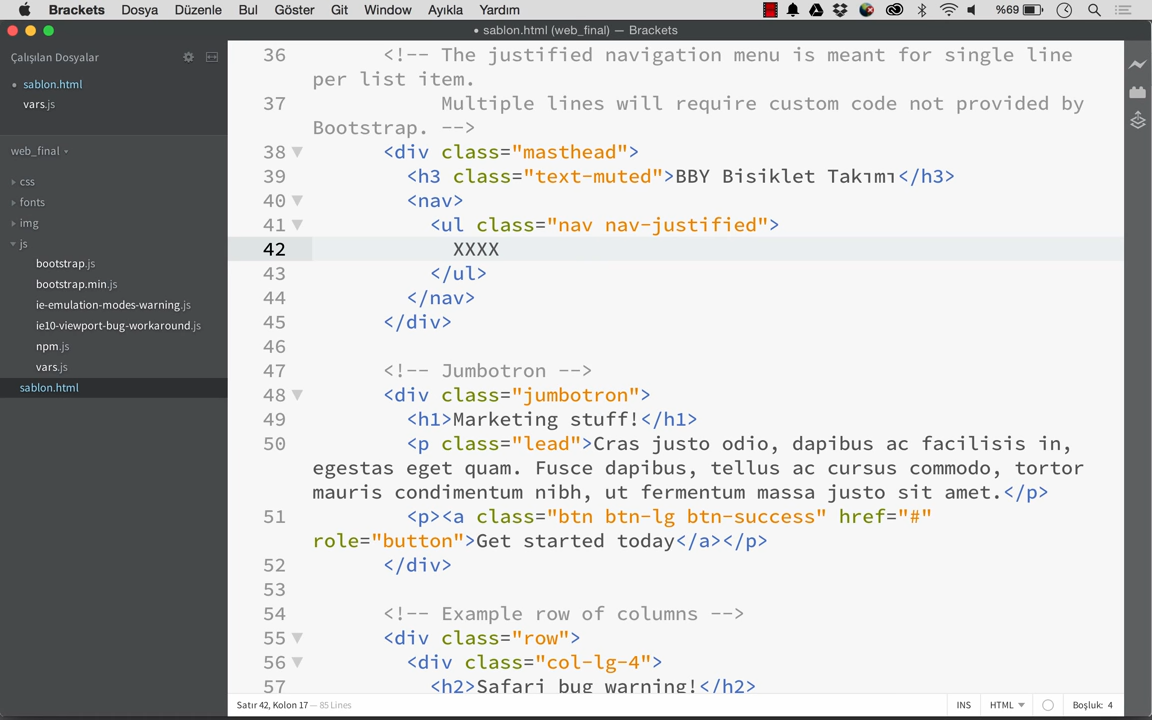 Brackets Dosya Düzenle Bul Göster Git Window Ayıkla Yardım %69
• sablon.html (web_final) — Brackets
Çalışılan Dosyalar
• sablon.html
vars.js
web_final
css
fonts
img
js
bootstrap.js
bootstrap.min.js
ie-emulation-modes-warning.js
ie10-viewport-bug-workaround.js
npm.js
vars.js
sablon.html
36 <!-- The justified navigation menu is meant for single line
per list item.
37 Multiple lines will require custom code not provided by
Bootstrap. -->
38 <div class="masthead">
39 <h3 class="text-muted">BBY Bisiklet Takımı</h3>
40 <nav>
41 <ul class="nav nav-justified">
42 XXXX
43 </ul>
44 </nav>
45 </div>
46
47 <!-- Jumbotron -->
48 <div class="jumbotron">
49 <h1>Marketing stuff!</h1>
50 <p class="lead">Cras justo odio, dapibus ac facilisis in,
egestas eget quam. Fusce dapibus, tellus ac cursus commodo, tortor
mauris condimentum nibh, ut fermentum massa justo sit amet.</p>
51 <p><a class="btn btn-lg btn-success" href="#"
role="button">Get started today</a></p>
52 </div>
53
54 <!-- Example row of columns -->
55 <div class="row">
56 <div class="col-lg-4">
57 <h2>Safari bug warning!</h2>
Satır 42, Kolon 17 — 85 Lines INS HTML Boşluk: 4